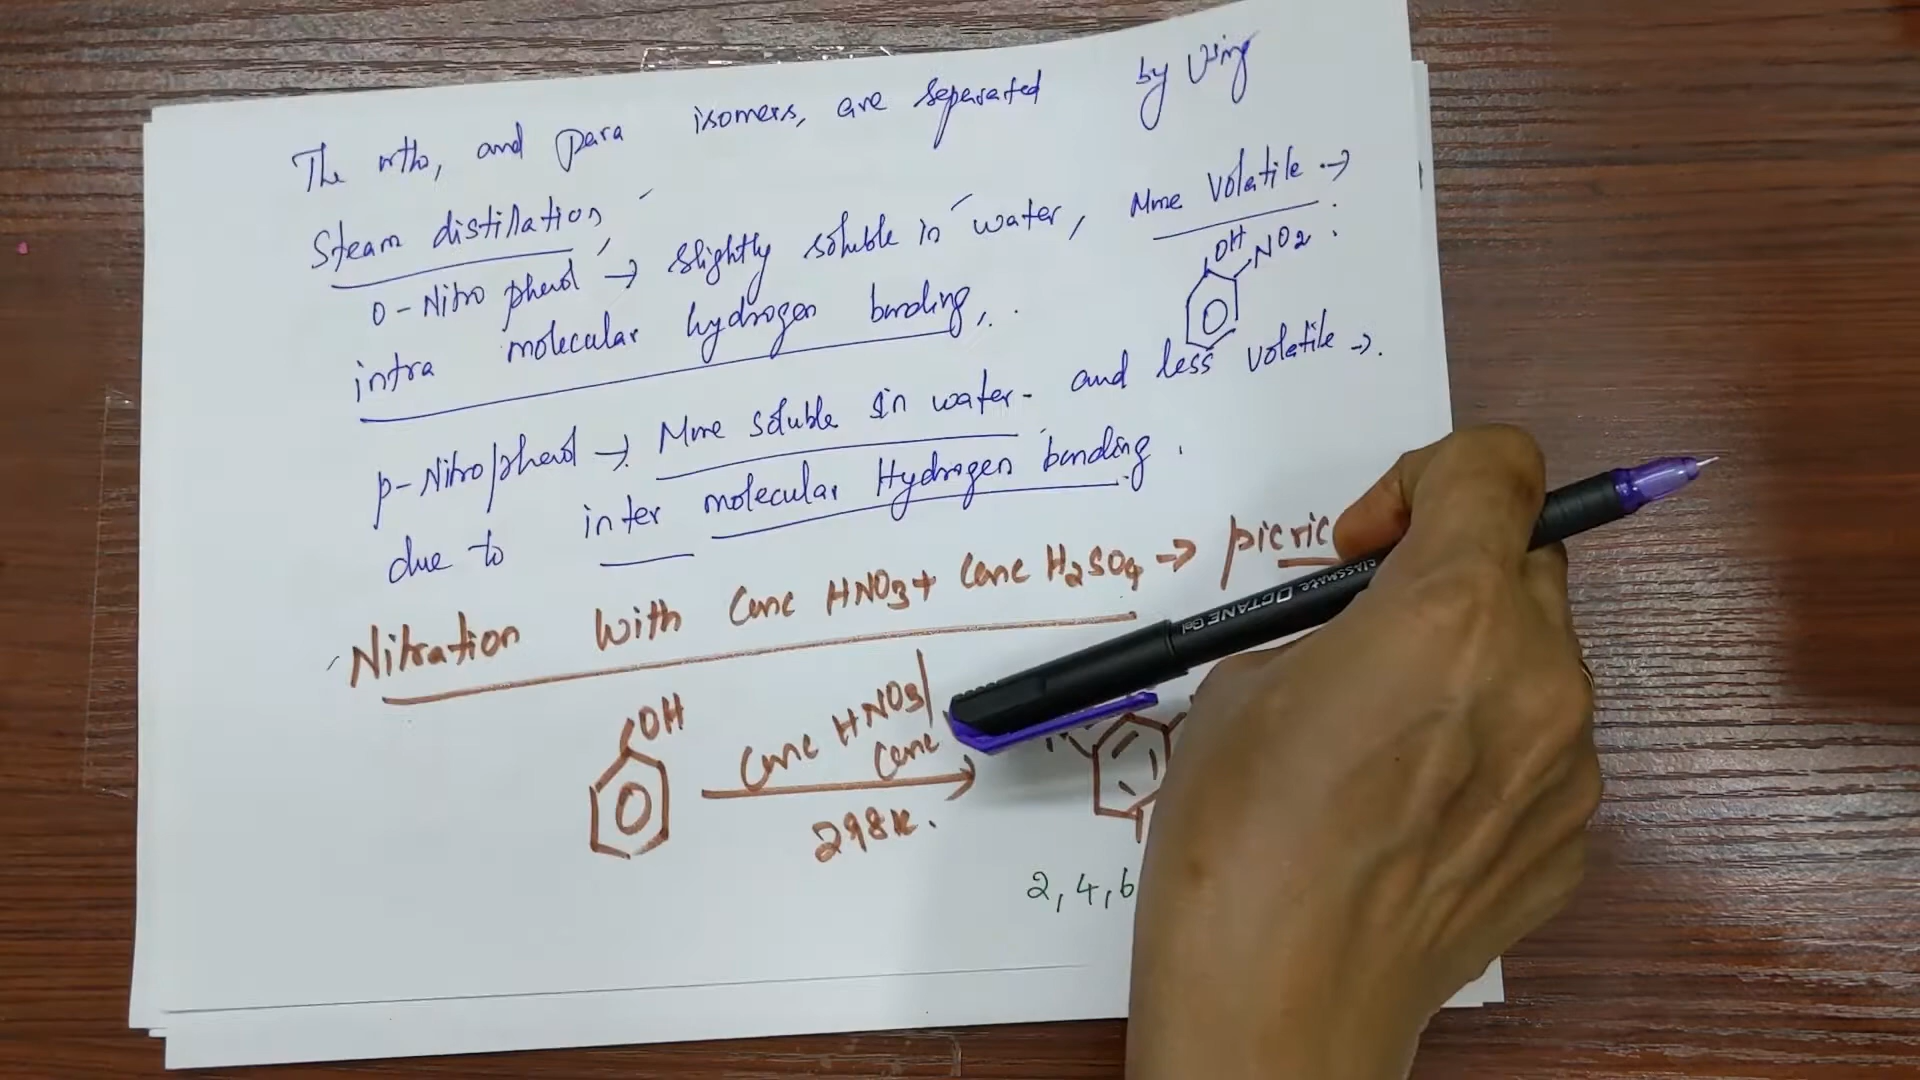 The ortho, and para isomers, are seperated by Using
Steam distillation,
O-Nitro phenol → slightly soluble in water, More Volatile →
OH
NO2
intra molecular hydrogen bonding,
p-Nitrophenol → More soluble in water- and less volatile →.
due to inter molecular Hydrogen bonding.
Nitration With Conc HNO3 + Conc H2SO4 → picric
OH
Conc HNO3/
Conc
298K.
2,4,6
classmate OCTANE Gel